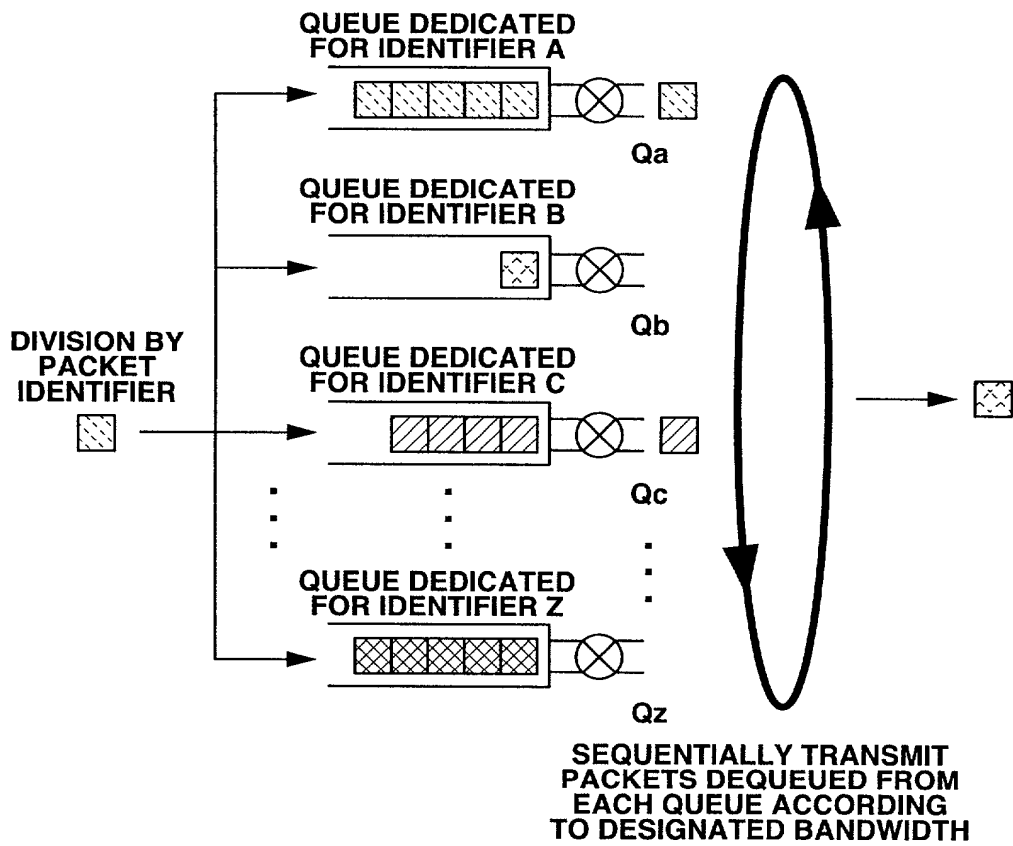 QUEUE DEDICATED
FOR IDENTIFIER A
Qa
QUEUE DEDICATED
FOR IDENTIFIER B
Qb
DIVISION BY
PACKET
IDENTIFIER
QUEUE DEDICATED
FOR IDENTIFIER C
Qc
QUEUE DEDICATED
FOR IDENTIFIER Z
Qz
SEQUENTIALLY TRANSMIT
PACKETS DEQUEUED FROM
EACH QUEUE ACCORDING
TO DESIGNATED BANDWIDTH